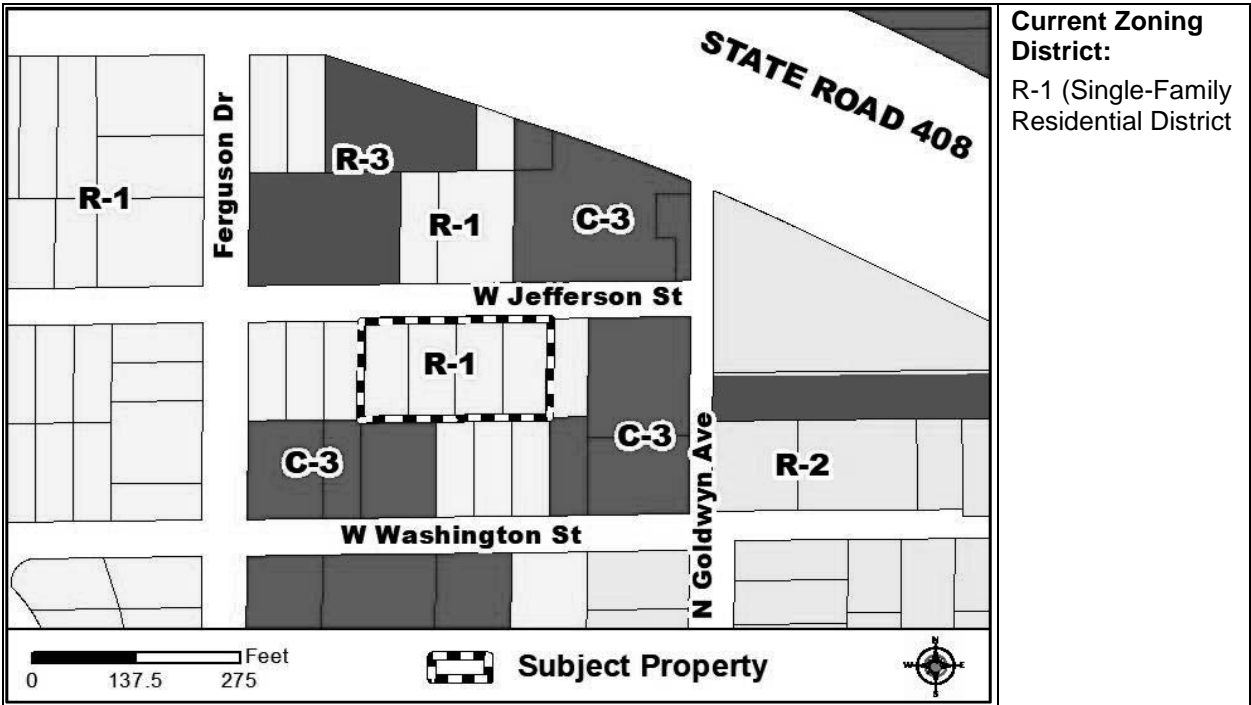 STATE ROAD 408
Ferguson Dr
R-3
R-1
R-1
C-3
W Jefferson St
R-1
C-3
C-3
R-2
N Goldwyn Ave
W Washington St
Feet
0 137.5 275
Subject Property
N
W E
S
Current Zoning
District:
R-1 (Single-Family
Residential District